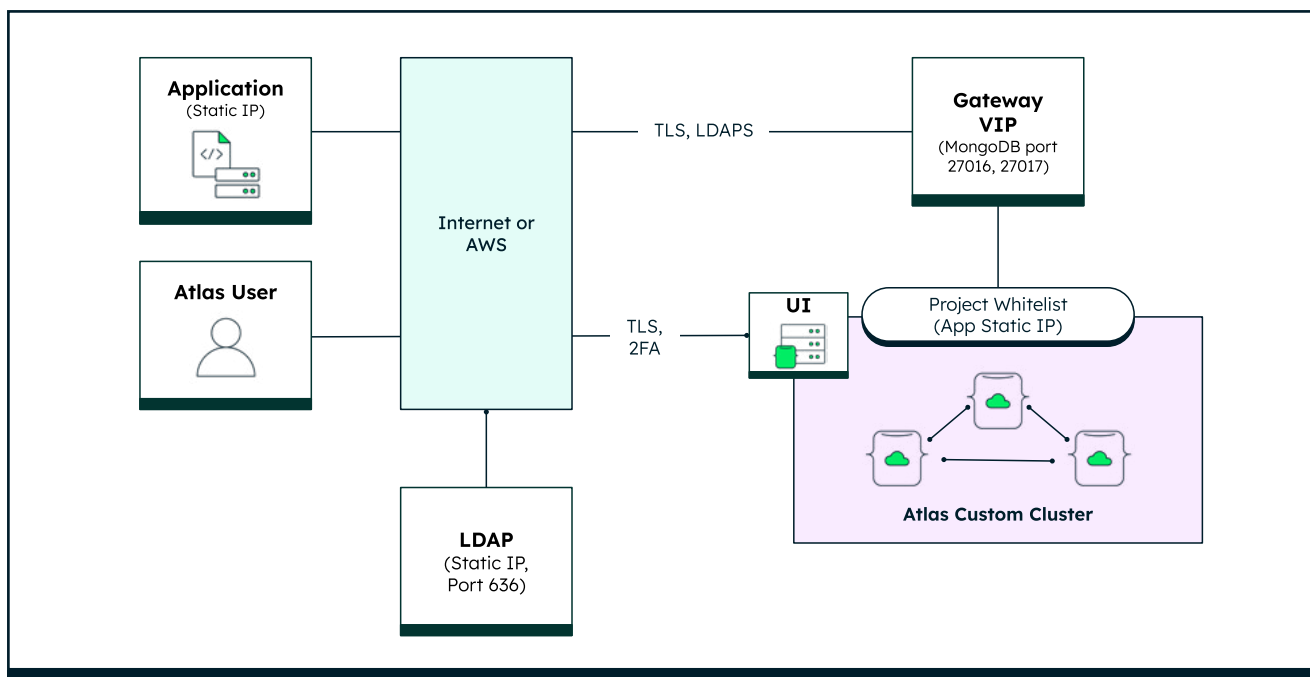 Application
(Static IP)
</>
Internet or
AWS
TLS, LDAPS
Gateway
VIP
(MongoDB port
27016, 27017)
Atlas User
TLS,
2FA
UI
Project Whitelist
(App Static IP)
Atlas Custom Cluster
LDAP
(Static IP,
Port 636)